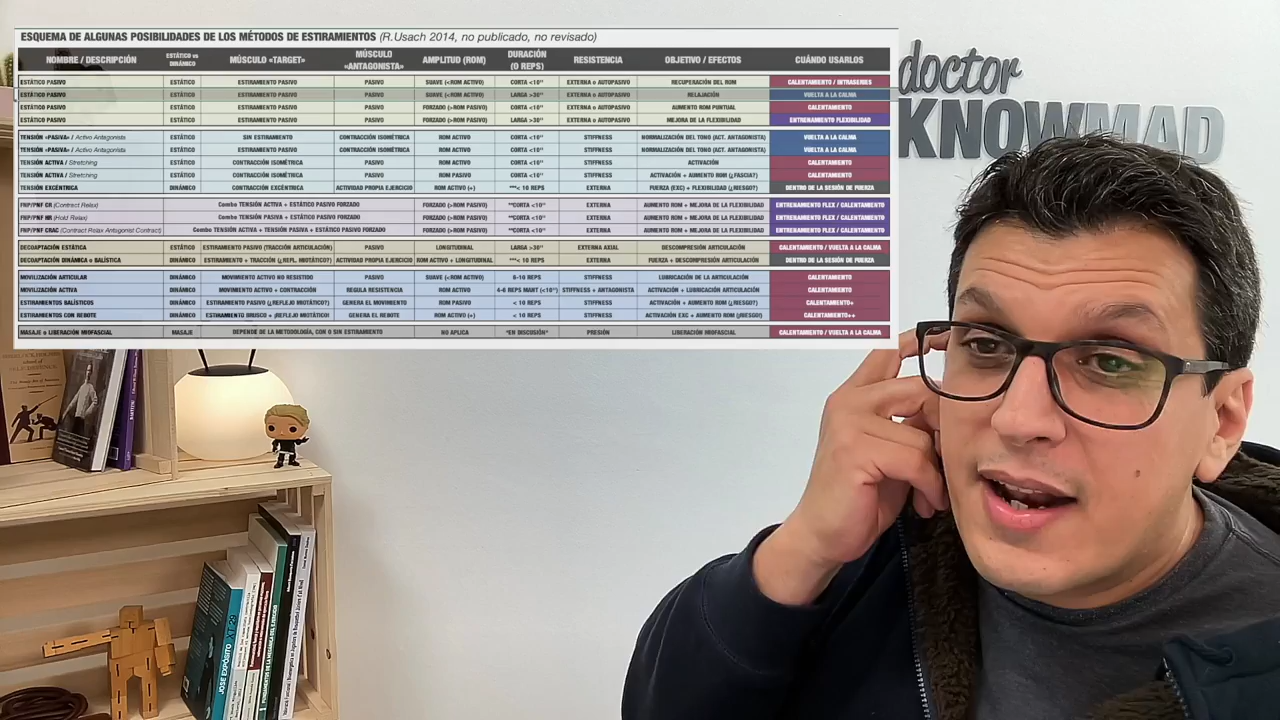 ESQUEMA DE ALGUNAS POSIBILIDADES DE LOS MÉTODOS DE ESTIRAMIENTOS (R.Usach 2014, no publicado, no revisado)
NOMBRE / DESCRIPCIÓN ESTÁTICO vs DINÁMICO MÚSCULO «TARGET» MÚSCULO «ANTAGONISTA» AMPLITUD (ROM) DURACIÓN (O REPS) RESISTENCIA OBJETIVO / EFECTOS CUÁNDO USARLOS
ESTÁTICO PASIVO ESTÁTICO ESTIRAMIENTO PASIVO PASIVO SUAVE (<ROM ACTIVO) CORTA <10'' EXTERNA O AUTOPASIVO RECUPERACIÓN DEL ROM CALENTAMIENTO / INTRASERIES
ESTÁTICO PASIVO ESTÁTICO ESTIRAMIENTO PASIVO PASIVO SUAVE (<ROM ACTIVO) LARGA >30'' EXTERNA O AUTOPASIVO RELAJACIÓN VUELTA A LA CALMA
ESTÁTICO PASIVO ESTÁTICO ESTIRAMIENTO PASIVO PASIVO FORZADO (>ROM PASIVO) CORTA <10'' EXTERNA O AUTOPASIVO AUMENTO ROM PUNTUAL CALENTAMIENTO
ESTÁTICO PASIVO ESTÁTICO ESTIRAMIENTO PASIVO PASIVO FORZADO (>ROM PASIVO) LARGA >30'' EXTERNA O AUTOPASIVO MEJORA DE LA FLEXIBILIDAD ENTRENAMIENTO FLEXIBILIDAD
TENSIÓN «PASIVA» / Activo Antagonista ESTÁTICO SIN ESTIRAMIENTO CONTRACCIÓN ISOMÉTRICA ROM ACTIVO CORTA <10'' STIFFNESS NORMALIZACIÓN DEL TONO (ACT. ANTAGONISTA) VUELTA A LA CALMA
TENSIÓN «PASIVA» / Activo Antagonista ESTÁTICO ESTIRAMIENTO PASIVO CONTRACCIÓN ISOMÉTRICA ROM ACTIVO CORTA <10'' STIFFNESS NORMALIZACIÓN DEL TONO (ACT. ANTAGONISTA) VUELTA A LA CALMA
TENSIÓN ACTIVA / Stretching ESTÁTICO CONTRACCIÓN ISOMÉTRICA PASIVO ROM ACTIVO CORTA <10'' STIFFNESS ACTIVACIÓN CALENTAMIENTO
TENSIÓN ACTIVA / Stretching ESTÁTICO CONTRACCIÓN ISOMÉTRICA PASIVO ROM PASIVO CORTA <10'' STIFFNESS ACTIVACIÓN + AUMENTO ROM (¿FASCIA?) CALENTAMIENTO
TENSIÓN EXCÉNTRICA DINÁMICO CONTRACCIÓN EXCÉNTRICA ACTIVIDAD PROPIA EJERCICIO ROM ACTIVO (+) ***< 10 REPS EXTERNA FUERZA (EXC) + FLEXIBILIDAD (¿RIESGO?) DENTRO DE LA SESIÓN DE FUERZA
FNP/PNF CR (Contract Relax) Combo TENSIÓN ACTIVA + ESTÁTICO PASIVO FORZADO FORZADO (>ROM PASIVO) **CORTA <10'' EXTERNA AUMENTO ROM + MEJORA DE LA FLEXIBILIDAD ENTRENAMIENTO FLEX / CALENTAMIENTO
FNP/PNF HR (Hold Relax) Combo TENSIÓN PASIVA + ESTÁTICO PASIVO FORZADO FORZADO (>ROM PASIVO) **CORTA <10'' EXTERNA AUMENTO ROM + MEJORA DE LA FLEXIBILIDAD ENTRENAMIENTO FLEX / CALENTAMIENTO
FNP/PNF CRAC (Contract Relax Antagonist Contract) Combo TENSIÓN ACTIVA + TENSIÓN PASIVA + ESTÁTICO PASIVO FORZADO FORZADO (>ROM PASIVO) **CORTA <10'' EXTERNA AUMENTO ROM + MEJORA DE LA FLEXIBILIDAD ENTRENAMIENTO FLEX / CALENTAMIENTO
DECOAPTACIÓN ESTÁTICA ESTÁTICO ESTIRAMIENTO PASIVO (TRACCIÓN ARTICULACIÓN) PASIVO LONGITUDINAL LARGA >30'' EXTERNA AXIAL DESCOMPRESIÓN ARTICULACIÓN CALENTAMIENTO / VUELTA A LA CALMA
DECOAPTACIÓN DINÁMICA o BALÍSTICA DINÁMICO ESTIRAMIENTO + TRACCIÓN (¿REFL. MIOTÁTICO?) ACTIVIDAD PROPIA EJERCICIO ROM ACTIVO + LONGITUDINAL ***< 10 REPS EXTERNA FUERZA + DESCOMPRESIÓN ARTICULACIÓN DENTRO DE LA SESIÓN DE FUERZA
MOVILIZACIÓN ARTICULAR DINÁMICO MOVIMIENTO ACTIVO NO RESISTIDO PASIVO SUAVE (<ROM ACTIVO) 6-10 REPS STIFFNESS LUBRICACIÓN DE LA ARTICULACIÓN CALENTAMIENTO
MOVILIZACIÓN ACTIVA DINÁMICO MOVIMIENTO ACTIVO + CONTRACCIÓN REGULA RESISTENCIA ROM ACTIVO 4-6 REPS MANT (<10'') STIFFNESS + ANTAGONISTA ACTIVACIÓN + LUBRICACIÓN ARTICULACIÓN CALENTAMIENTO
ESTIRAMIENTOS BALÍSTICOS DINÁMICO ESTIRAMIENTO PASIVO (¿REFLEJO MIOTÁTICO?) GENERA EL MOVIMIENTO ROM PASIVO < 10 REPS STIFFNESS ACTIVACIÓN + AUMENTO ROM (¿RIESGO?) CALENTAMIENTO+
ESTIRAMIENTOS CON REBOTE DINÁMICO ESTIRAMIENTO BRUSCO + ¡REFLEJO MIOTÁTICO! GENERA EL REBOTE ROM ACTIVO (+) < 10 REPS STIFFNESS ACTIVACIÓN EXC + AUMENTO ROM (¡RIESGO!) CALENTAMIENTO++
MASAJE o LIBERACIÓN MIOFASCIAL MASAJE DEPENDE DE LA METODOLOGÍA, CON O SIN ESTIRAMIENTO NO APLICA "EN DISCUSIÓN" PRESIÓN LIBERACIÓN MIOFASCIAL CALENTAMIENTO / VUELTA A LA CALMA
doctor
KNOWMAD
JOSE EXPÓSITO